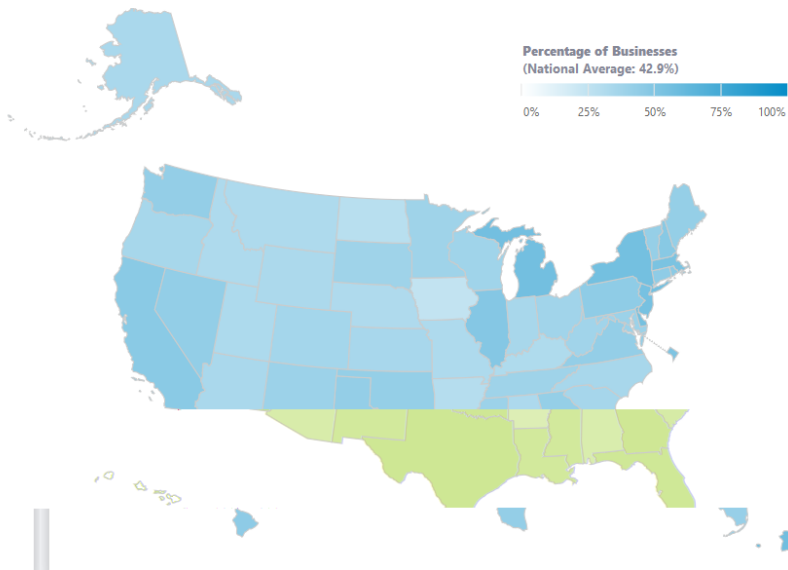 Percentage of Businesses
(National Average: 42.9%)
0% 25% 50% 75% 100%